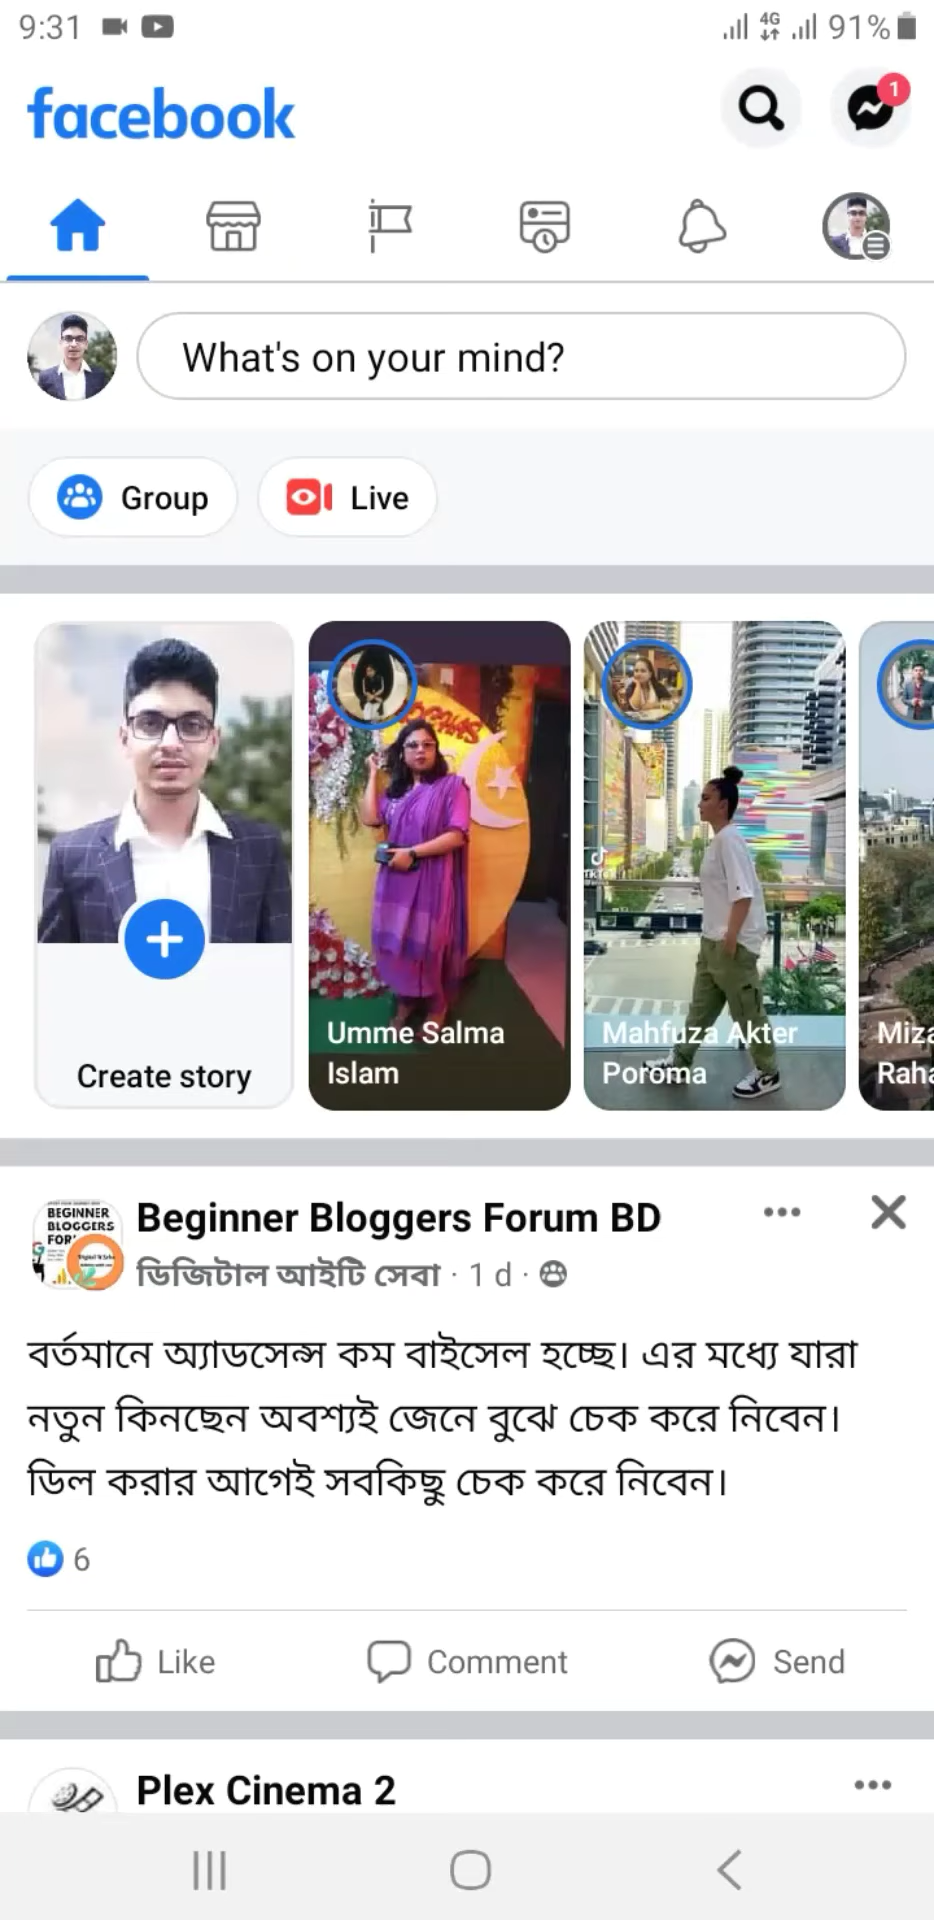 9:31
4G 91%
facebook
1
What's on your mind?
Group
Live
Create story
Umme Salma
Islam
Mahfuza Akter
Poroma
Beginner Bloggers Forum BD
BEGINNER
BLOGGERS
ডিজিটাল আইটি সেবা · 1 d ·
বর্তমানে অ্যাডসেন্স কম বাইসেল হচ্ছে। এর মধ্যে যারা
নতুন কিনছেন অবশ্যই জেনে বুঝে চেক করে নিবেন।
ডিল করার আগেই সবকিছু চেক করে নিবেন।
6
Like
Comment
Send
Plex Cinema 2